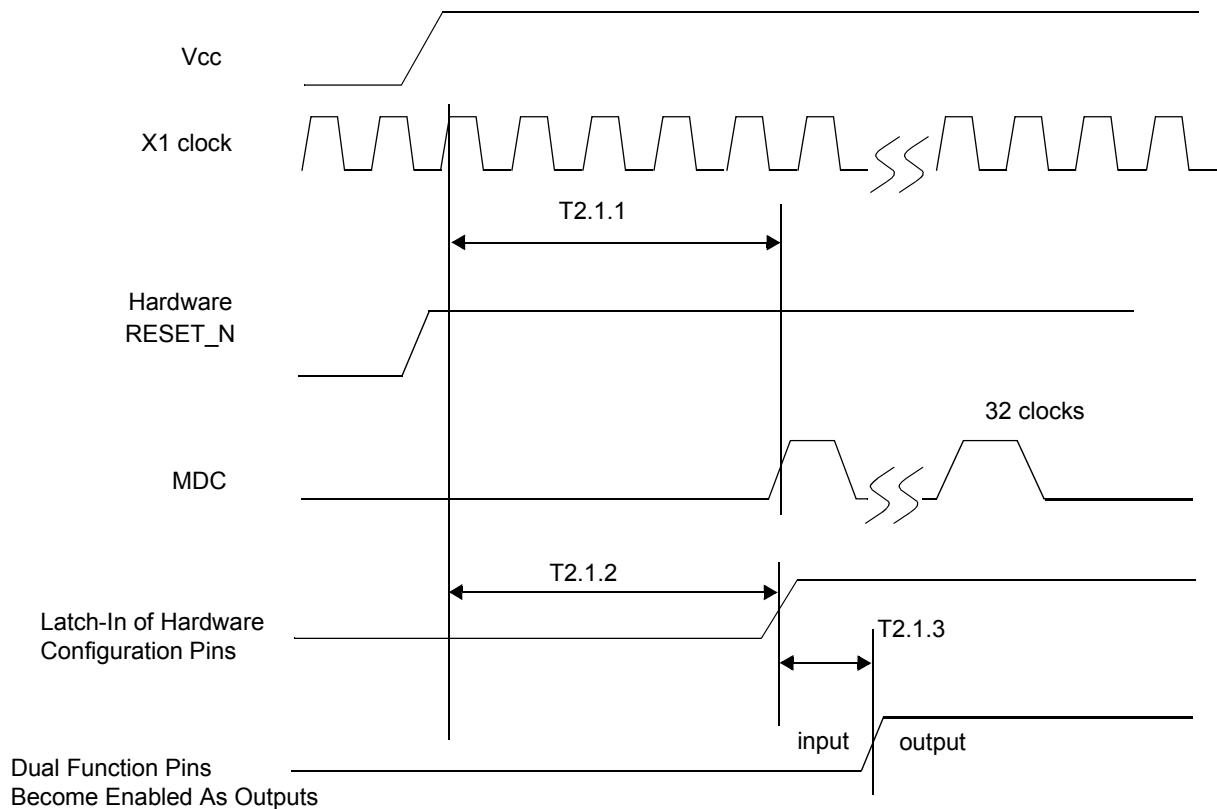 Vcc
X1 clock
T2.1.1
Hardware
RESET_N
32 clocks
MDC
T2.1.2
Latch-In of Hardware
Configuration Pins
T2.1.3
input
output
Dual Function Pins
Become Enabled As Outputs